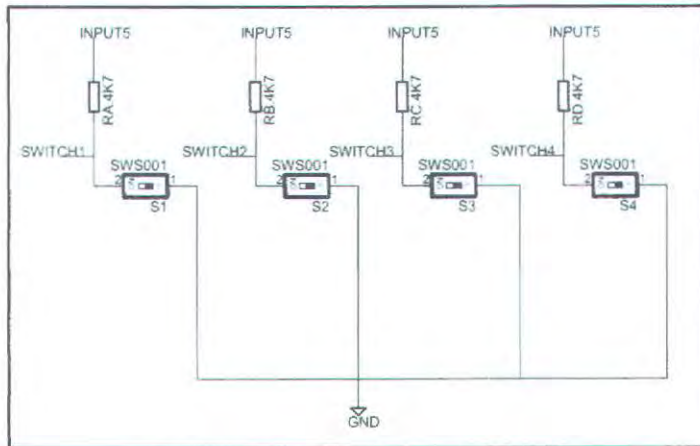 INPUT5 INPUT5 INPUT5 INPUT5
RA 4K7 RB 4K7 RC 4K7 RD 4K7
SWITCH1 SWITCH2 SWITCH3 SWITCH4
SWS001 SWS001 SWS001 SWS001
2 1 2 1 2 1 2 1
S1 S2 S3 S4
GND